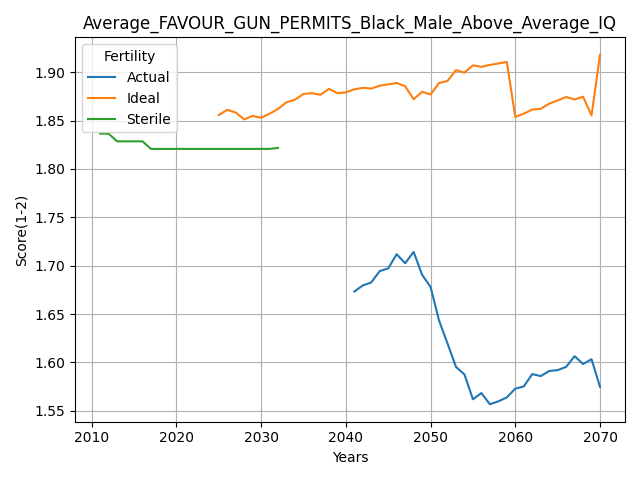 Average_FAVOUR_GUN_PERMITS_Black_Male_Above_Average_IQ
Fertility
Actual
Ideal
Sterile
Score(1-2)
1.90
1.85
1.80
1.75
1.70
1.65
1.60
1.55
2010 2020 2030 2040 2050 2060 2070
Years